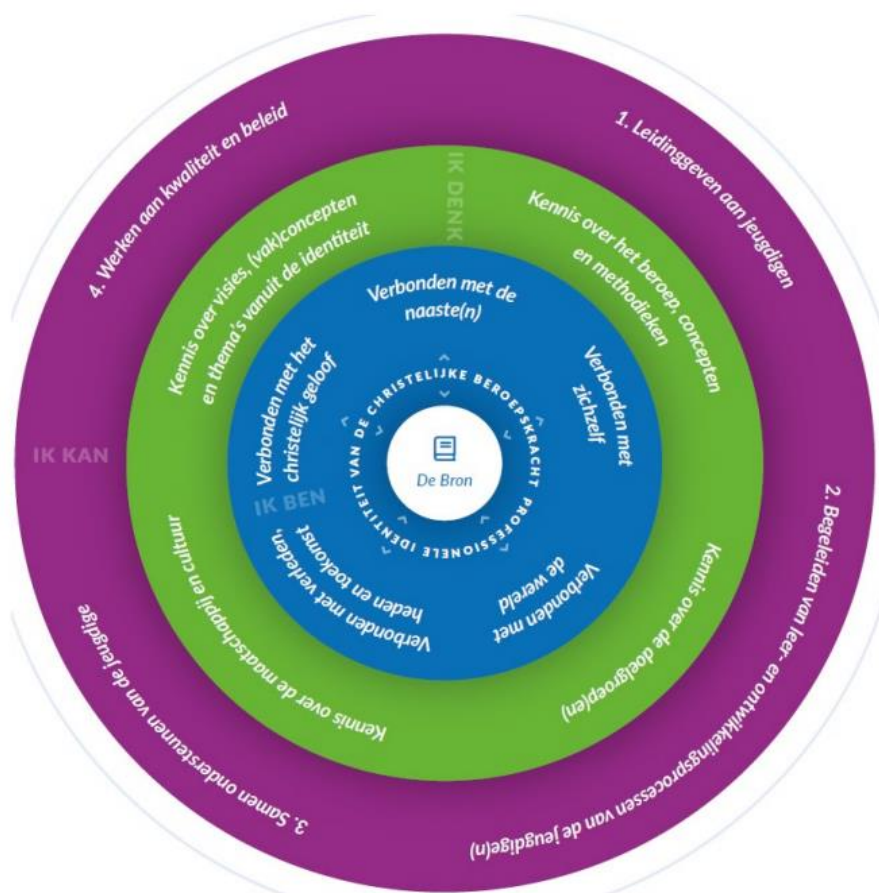 1. Leidinggeven aan jeugdigen
2. Begeleiden van leer- en ontwikkelingsprocessen van de jeugdige(n)
3. Samen ondersteunen van de jeugdige
4. Werken aan kwaliteit en beleid
IK KAN
IK DENK
Kennis over het beroep, concepten
en methodieken
Kennis over de doelgroep(en)
Kennis over de maatschappij en cultuur
Kennis over visies, (vak)concepten
en thema's vanuit de identiteit
IK BEN
Verbonden met de
naaste(n)
Verbonden met
zichzelf
Verbonden met
de wereld
Verbonden met verleden,
heden en toekomst
Verbonden met het
christelijk geloof
PROFESSIONELE IDENTITEIT VAN DE CHRISTELIJKE BEROEPSKRACHT
De Bron